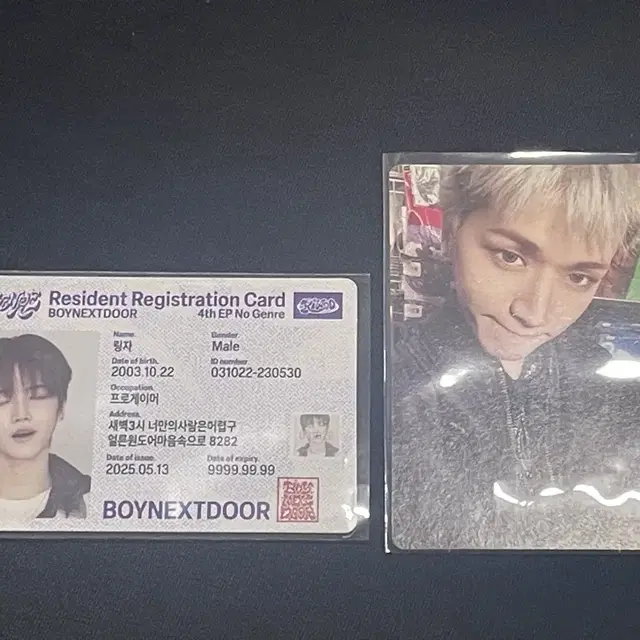 Resident Registration Card
BOYNEXTDOOR 4th EP No Genre
Name. Gender.
링자 Male
Date of birth. ID number.
2003.10.22 031022-230530
Occupation.
프로게이머
Address.
새벽3시 너만의사랑은어렵구
얼른원도어마음속으로 8282
Date of issue. Date of expiry.
2025.05.13 9999.99.99
BOYNEXTDOOR